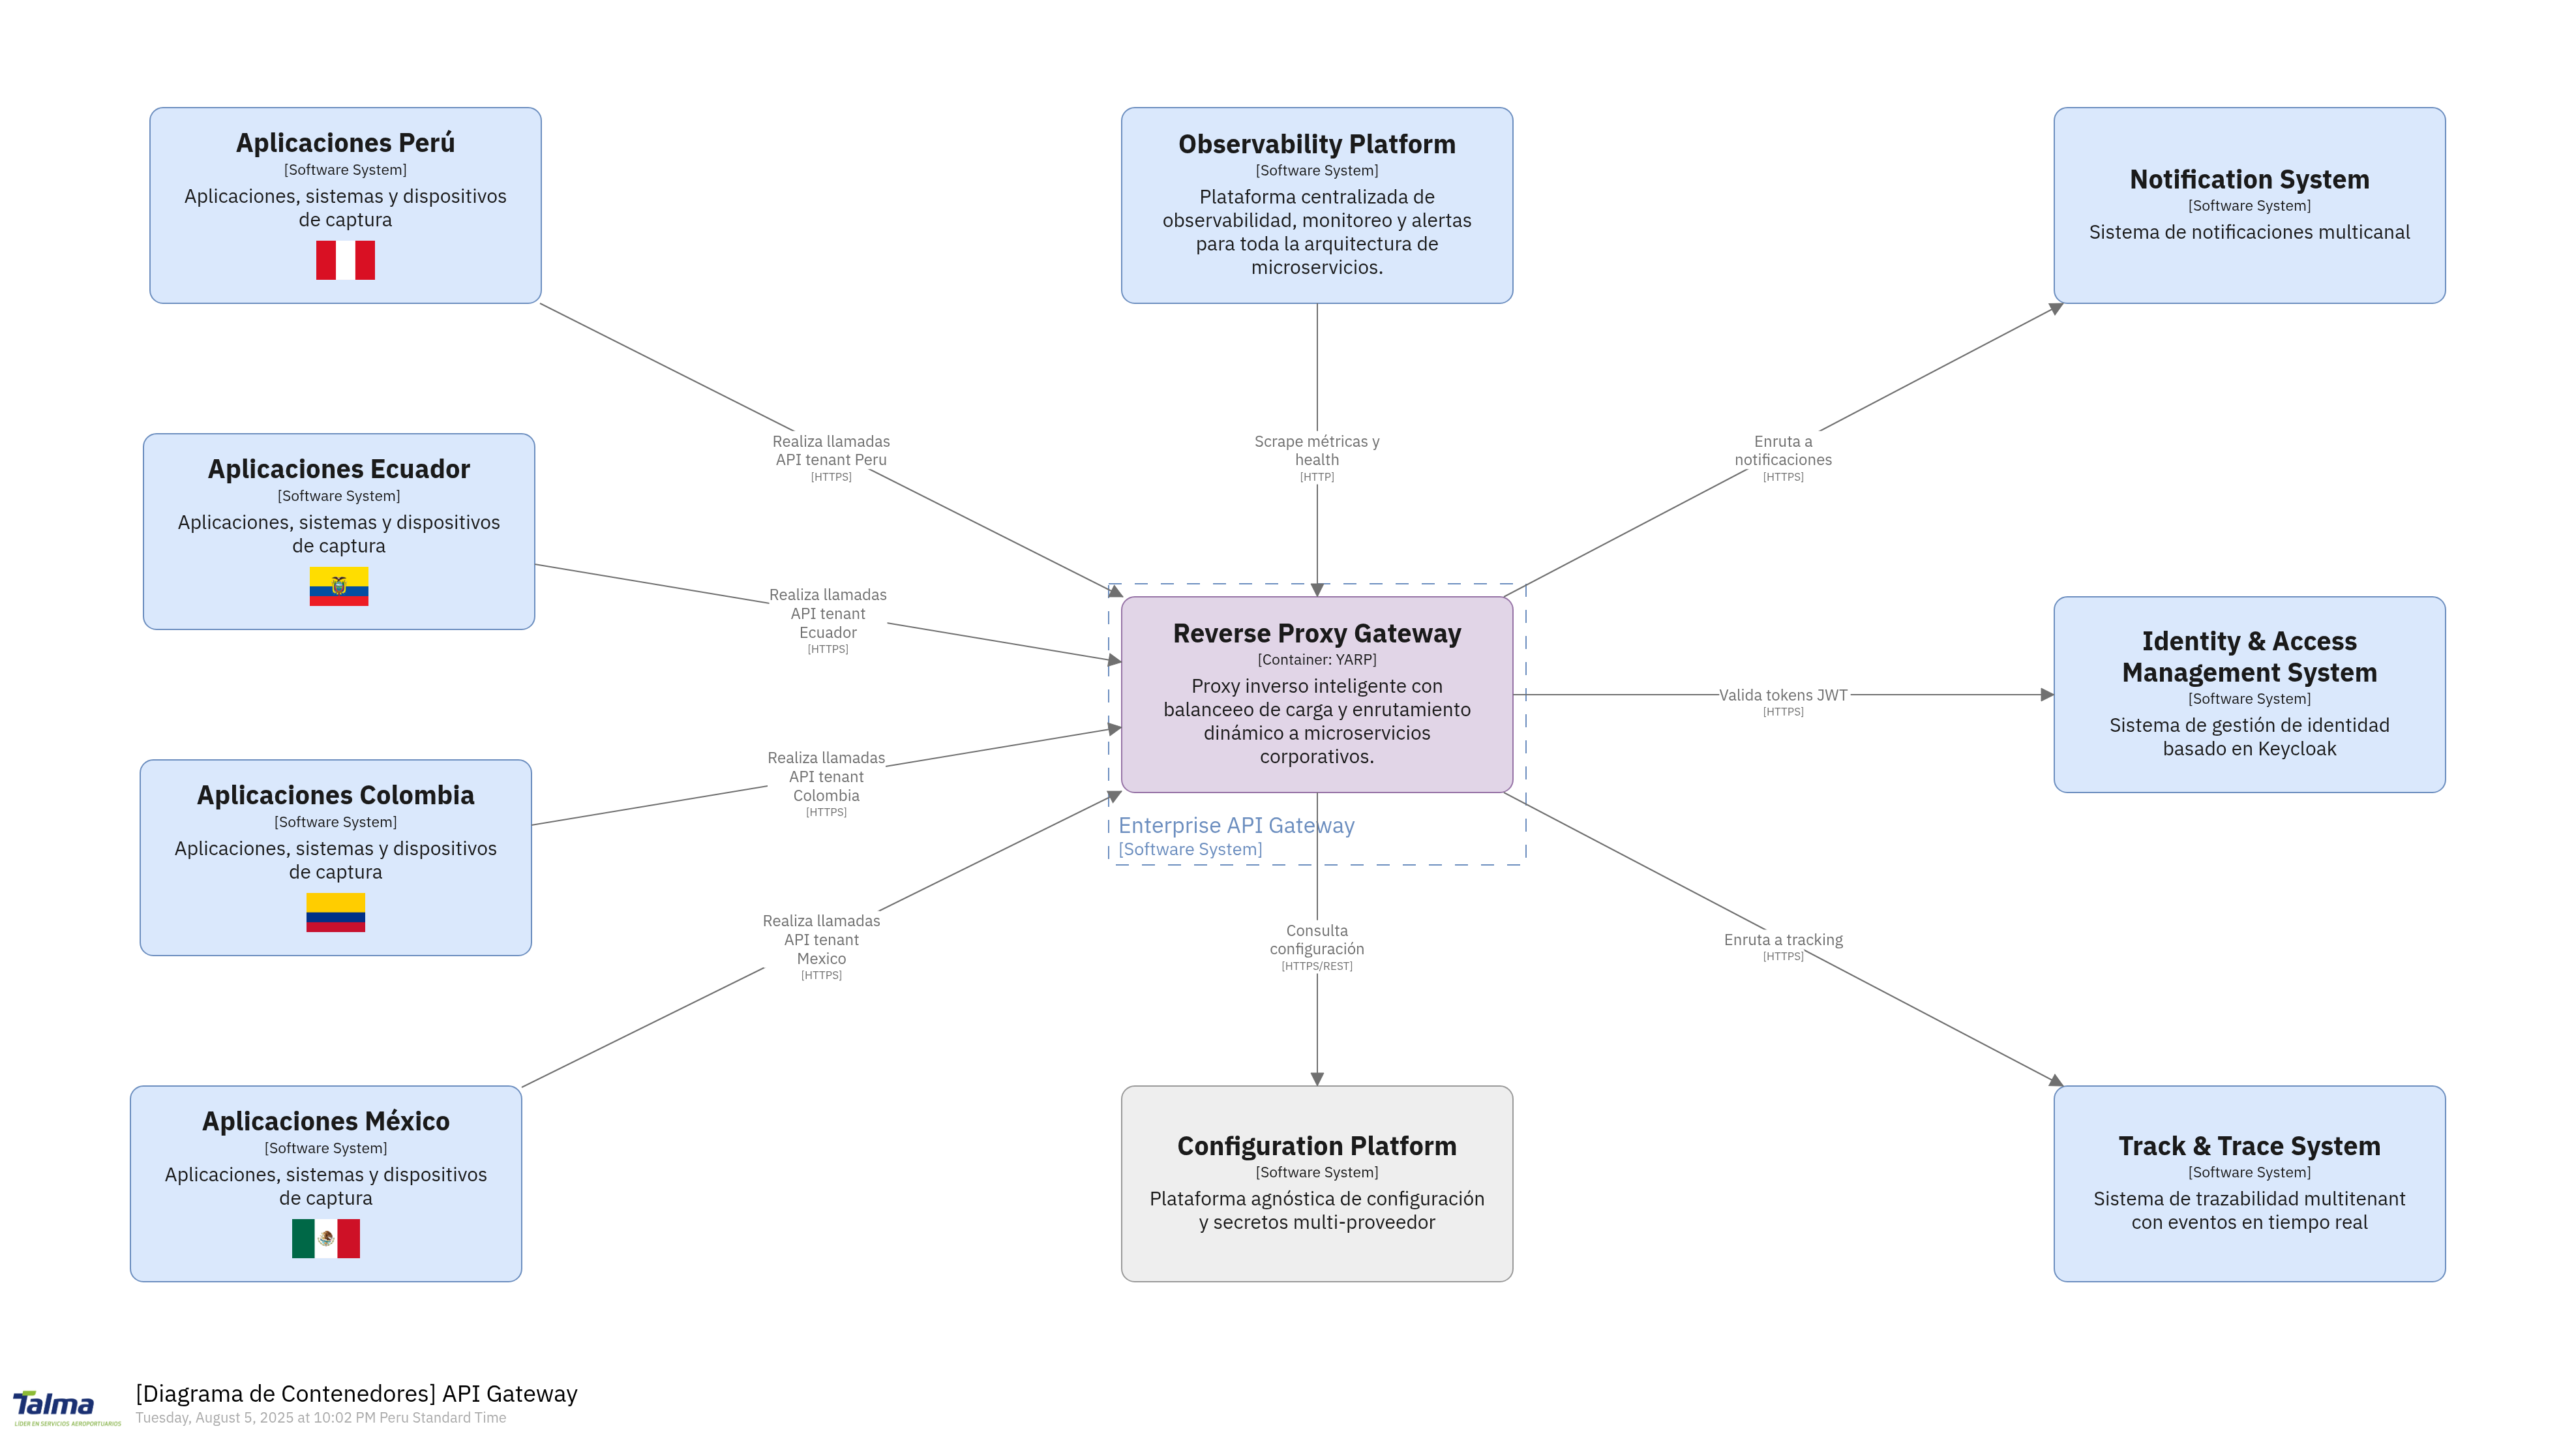 Aplicaciones Perú
[Software System]
Aplicaciones, sistemas y dispositivos
de captura
Observability Platform
[Software System]
Plataforma centralizada de
observabilidad, monitoreo y alertas
para toda la arquitectura de
microservicios.
Notification System
[Software System]
Sistema de notificaciones multicanal
Aplicaciones Ecuador
[Software System]
Aplicaciones, sistemas y dispositivos
de captura
Realiza llamadas
API tenant Peru
[HTTPS]
Scrape métricas y
health
[HTTP]
Enruta a
notificaciones
[HTTPS]
Realiza llamadas
API tenant
Ecuador
[HTTPS]
Reverse Proxy Gateway
[Container: YARP]
Proxy inverso inteligente con
balanceeo de carga y enrutamiento
dinámico a microservicios
corporativos.
Enterprise API Gateway
[Software System]
Valida tokens JWT
[HTTPS]
Identity & Access
Management System
[Software System]
Sistema de gestión de identidad
basado en Keycloak
Aplicaciones Colombia
[Software System]
Aplicaciones, sistemas y dispositivos
de captura
Realiza llamadas
API tenant
Colombia
[HTTPS]
Realiza llamadas
API tenant
Mexico
[HTTPS]
Consulta
configuración
[HTTPS/REST]
Enruta a tracking
[HTTPS]
Aplicaciones México
[Software System]
Aplicaciones, sistemas y dispositivos
de captura
Configuration Platform
[Software System]
Plataforma agnóstica de configuración
y secretos multi-proveedor
Track & Trace System
[Software System]
Sistema de trazabilidad multitenant
con eventos en tiempo real
Talma
LÍDER EN SERVICIOS AEROPORTUARIOS
[Diagrama de Contenedores] API Gateway
Tuesday, August 5, 2025 at 10:02 PM Peru Standard Time